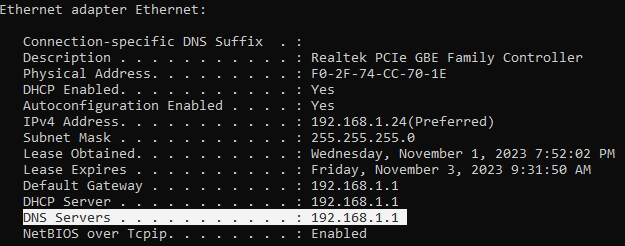 Ethernet adapter Ethernet:
Connection-specific DNS Suffix . :
Description . . . . . . . . . . . : Realtek PCIe GBE Family Controller
Physical Address. . . . . . . . . : F0-2F-74-CC-70-1E
DHCP Enabled. . . . . . . . . . . : Yes
Autoconfiguration Enabled . . . . : Yes
IPv4 Address. . . . . . . . . . . : 192.168.1.24(Preferred)
Subnet Mask . . . . . . . . . . . : 255.255.255.0
Lease Obtained. . . . . . . . . . : Wednesday, November 1, 2023 7:52:02 PM
Lease Expires . . . . . . . . . . : Friday, November 3, 2023 9:31:50 AM
Default Gateway . . . . . . . . . : 192.168.1.1
DHCP Server . . . . . . . . . . . : 192.168.1.1
DNS Servers . . . . . . . . . . . : 192.168.1.1
NetBIOS over Tcpip. . . . . . . . : Enabled